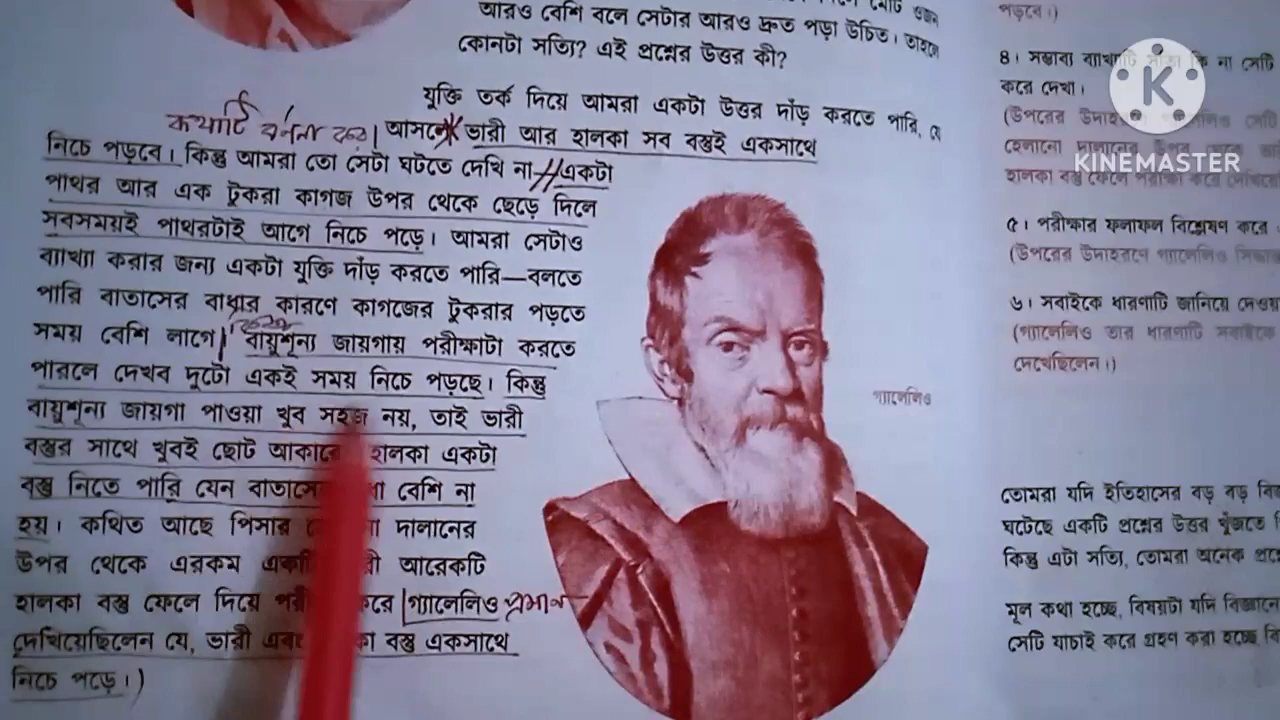 আরও বেশি বলে সেটার আরও দ্রুত পড়া উচিত। তাহলে
কোনটা সত্যি? এই প্রশ্নের উত্তর কী?
যুক্তি তর্ক দিয়ে আমরা একটা উত্তর দাঁড় করতে পারি, যে
কথাটি বর্ণনা কর। আসলে ভারী আর হালকা সব বস্তুই একসাথে
নিচে পড়বে। কিন্তু আমরা তো সেটা ঘটতে দেখি না // একটা
পাথর আর এক টুকরা কাগজ উপর থেকে ছেড়ে দিলে
সবসময়ই পাথরটাই আগে নিচে পড়ে। আমরা সেটাও
ব্যাখ্যা করার জন্য একটা যুক্তি দাঁড় করতে পারি—বলতে
পারি বাতাসের বাধার কারণে কাগজের টুকরার পড়তে
সময় বেশি লাগে। বায়ুশূন্য জায়গায় পরীক্ষাটা করতে
পারলে দেখব দুটো একই সময় নিচে পড়ছে। কিন্তু
বায়ুশূন্য জায়গা পাওয়া খুব সহজ নয়, তাই ভারী
বস্তুর সাথে খুবই ছোট হালকা একটা
বস্তু নিতে পারি যেন বেশি না
হয়। কথিত আছে পিসার দালানের
উপর থেকে এরকম আরেকটি
হালকা বস্তু ফেলে দিয়ে করে গ্যালেলিও প্রমান
দেখিয়েছিলেন যে, ভারী বস্তু একসাথে
নিচে পড়ে।)
গ্যালেলিও
পড়বে।)
৪। সম্ভাব্য ব্যাখ্যাটি কি না সেটি
করে দেখা।
(উপরের
হেলানো দালানের উপর
হালকা বস্তু ফেলে পরীক্ষা করে
৫। পরীক্ষার ফলাফল বিশ্লেষণ করে
(উপরের উদাহরণে গ্যালেলিও
৬। সবাইকে ধারণাটি জানিয়ে দেওয়া
(গ্যালেলিও তার ধারণাটি সবাইকে
দেখেছিলেন।)
তোমরা যদি ইতিহাসের বড় বড়
ঘটেছে একটি প্রশ্নের উত্তর খুঁজতে
কিন্তু এটা সত্যি, তোমরা অনেক
মূল কথা হচ্ছে, বিষয়টা যদি
সেটি যাচাই করে গ্রহণ করা হচ্ছে
K
KINEMASTER